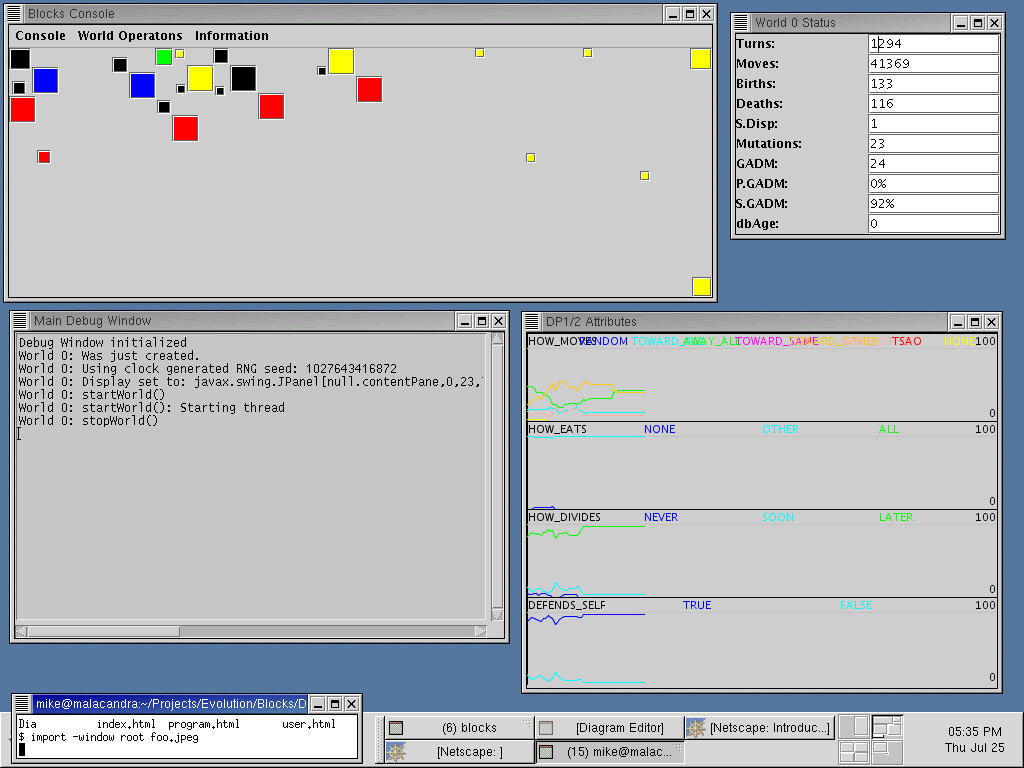 Blocks Console
Console World Operatons Information
World 0 Status
Turns: 1294
Moves: 41369
Births: 133
Deaths: 116
S.Disp: 1
Mutations: 23
GADM: 24
P.GADM: 0%
S.GADM: 92%
dbAge: 0
Main Debug Window
Debug Window initialized
World 0: Was just created.
World 0: Using clock generated RNG seed: 1027643416872
World 0: Display set to: javax.swing.JPanel[null.contentPane,0,23,
World 0: startWorld()
World 0: startWorld(): Starting thread
World 0: stopWorld()
DP1/2 Attributes
HOW_MOVES RANDOM TOWARD_ALL AWAY_ALL TOWARD_SAME TSAO NONE 100
0
HOW_EATS NONE OTHER ALL 100
0
HOW_DIVIDES NEVER SOON LATER 100
0
DEFENDS_SELF TRUE FALSE 100
0
mike@malacandra:~/Projects/Evolution/Blocks/D
Dia index.html program.html user.html
$ import -window root foo.jpeg
(6) blocks [Diagram Editor] [Netscape: Introduc...]
[Netscape: ] (15) mike@malac...
05:35 PM
Thu Jul 25